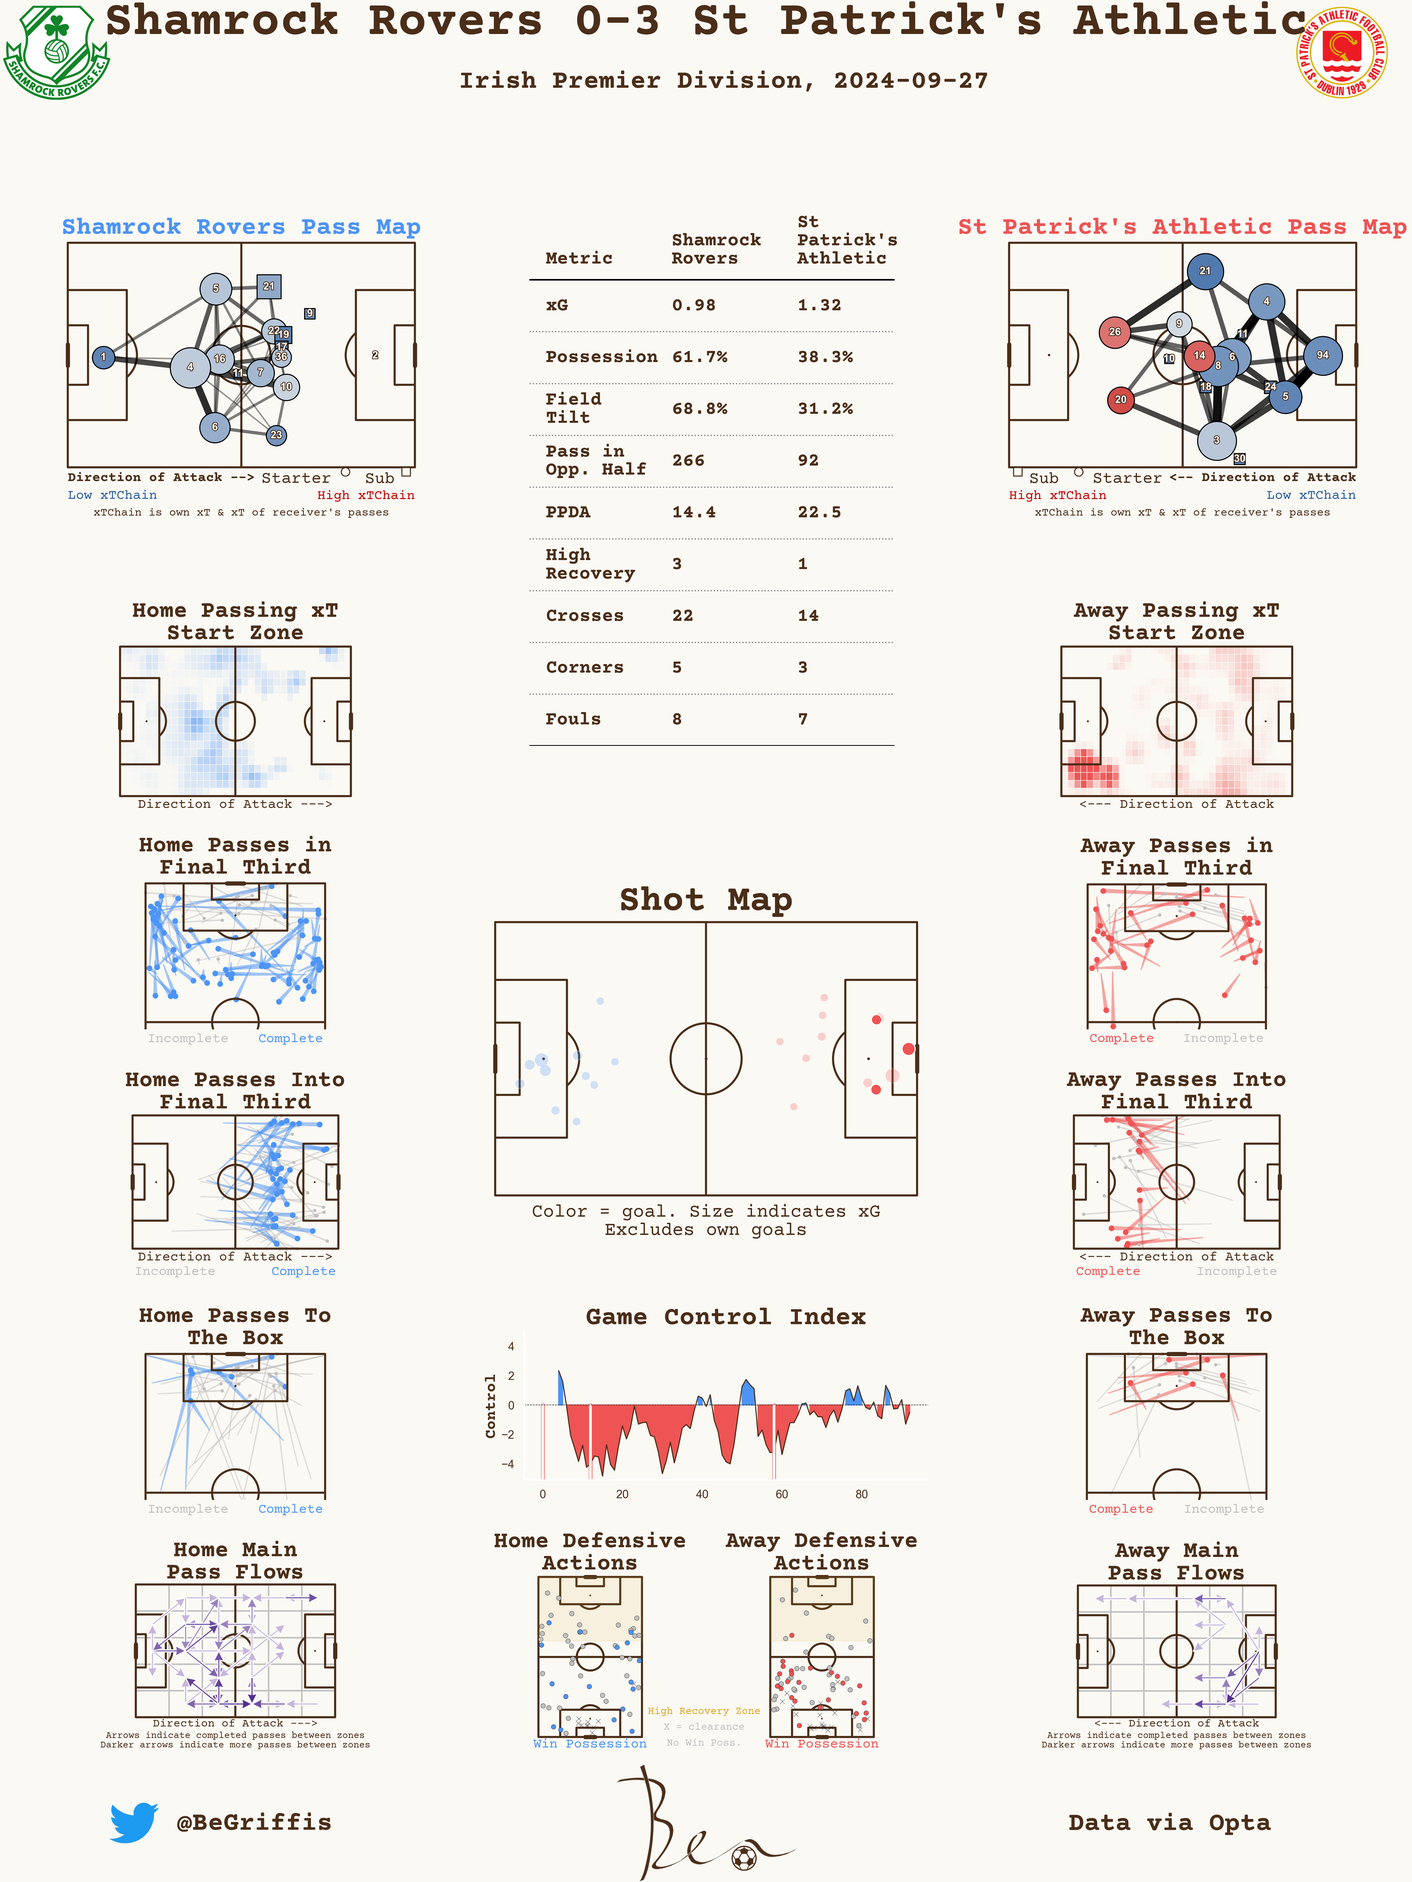 Shamrock Rovers 0-3 St Patrick's Athletic
Irish Premier Division, 2024-09-27
SHAMROCK ROVERS F.C.
ST PATRICK'S ATHLETIC FOOTBALL CLUB
DUBLIN 1929
Shamrock Rovers Pass Map
1
5
21
9
22
19
17
36
16
4
11
7
10
2
6
23
Direction of Attack --> Starter Sub
Low xTChain High xTChain
xTChain is own xT & xT of receiver's passes
Metric Shamrock Rovers St Patrick's Athletic
xG 0.98 1.32
Possession 61.7% 38.3%
Field Tilt 68.8% 31.2%
Pass in Opp. Half 266 92
PPDA 14.4 22.5
High Recovery 3 1
Crosses 22 14
Corners 5 3
Fouls 8 7
St Patrick's Athletic Pass Map
21
4
26
9
11
14
10
6
8
94
18
24
20
5
3
30
Sub Starter <-- Direction of Attack
High xTChain Low xTChain
xTChain is own xT & xT of receiver's passes
Home Passing xT
Start Zone
Direction of Attack --->
Away Passing xT
Start Zone
<--- Direction of Attack
Home Passes in
Final Third
Incomplete Complete
Away Passes in
Final Third
Complete Incomplete
Shot Map
Color = goal. Size indicates xG
Excludes own goals
Home Passes Into
Final Third
Direction of Attack --->
Incomplete Complete
Away Passes Into
Final Third
<--- Direction of Attack
Complete Incomplete
Home Passes To
The Box
Incomplete Complete
Game Control Index
Control
4
2
0
−2
−4
0 20 40 60 80
Away Passes To
The Box
Complete Incomplete
Home Main
Pass Flows
Direction of Attack --->
Arrows indicate completed passes between zones
Darker arrows indicate more passes between zones
Home Defensive
Actions
Win Possession
Away Defensive
Actions
Win Possession
High Recovery Zone
X = clearance
No Win Poss.
Away Main
Pass Flows
<--- Direction of Attack
Arrows indicate completed passes between zones
Darker arrows indicate more passes between zones
@BeGriffis
Ben
Data via Opta